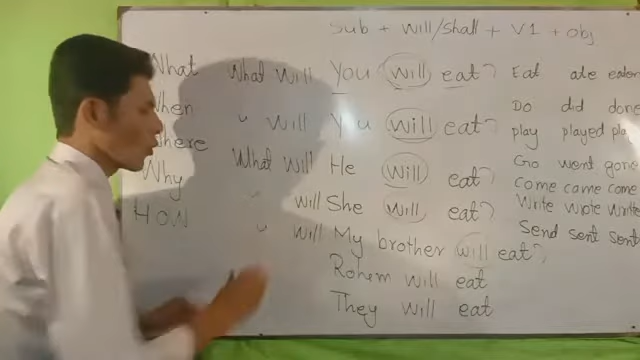 Sub + will/shall + V1 + Obj
What What will You will eat? Eat ate eaten
When " will You will eat? Do did done
play played
Where What will He will eat? Go went gone
Come came come
Why " will She will eat? Write wrote
HOW " will My brother will eat? Send sent sent
Rohem will eat
They will eat